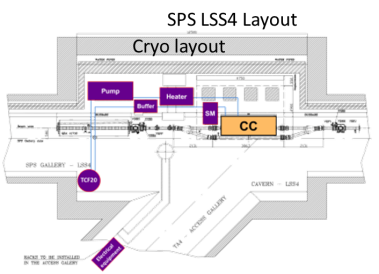 SPS LSS4 Layout
Cryo layout
Pump
Heater
Buffer
SM
CC
SPS GALLERY - LSS4
TCF20
CAVERN - LSS4
TA4 - ACCESS GALLERY
Electrical
equipment
RACKS TO BE INSTALLED
IN THE ACCESS GALLERY